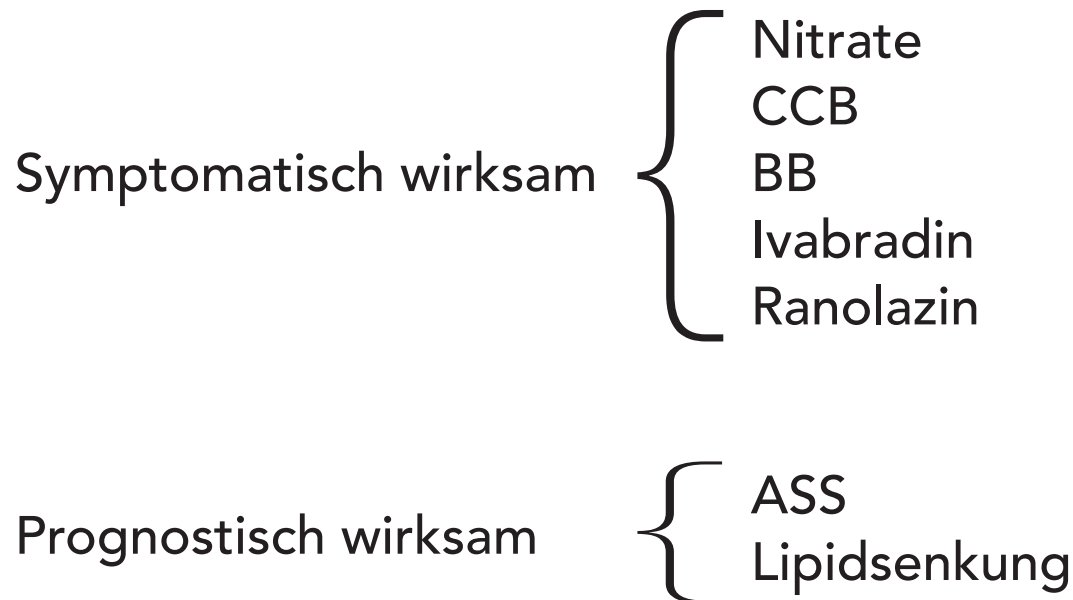 Symptomatisch wirksam
Nitrate
CCB
BB
Ivabradin
Ranolazin
Prognostisch wirksam
ASS
Lipidsenkung